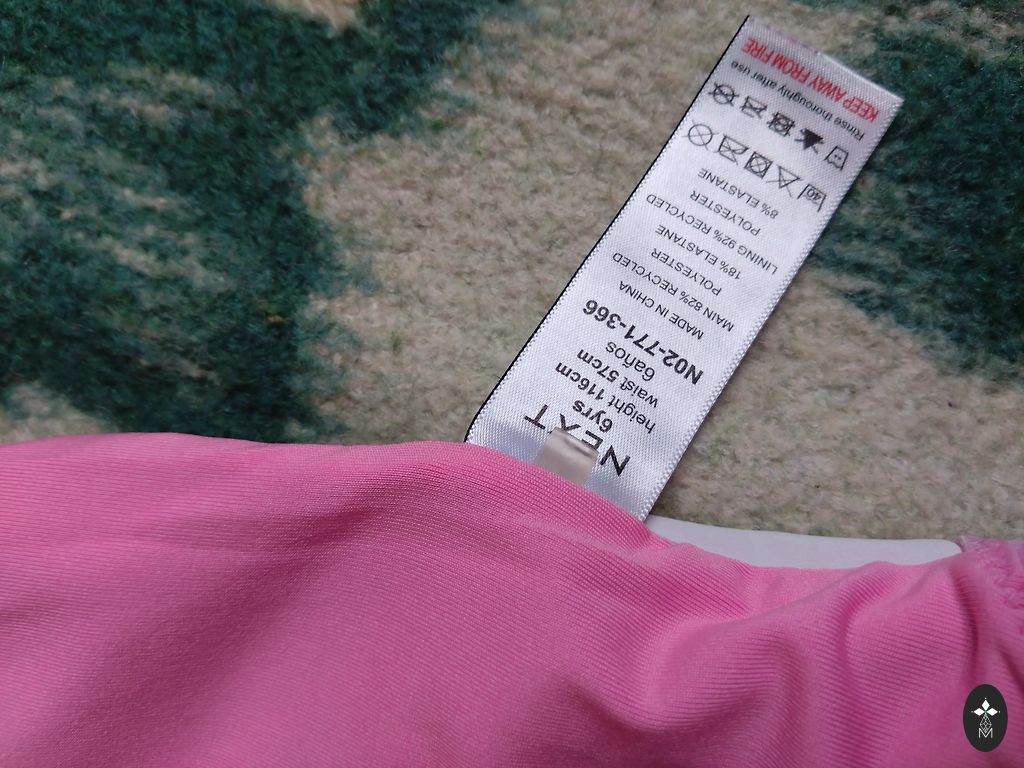 NEXT
6yrs
height 116cm
waist 57cm
6años
N02-771-366
MADE IN CHINA
MAIN 82% RECYCLED
POLYESTER
18% ELASTANE
LINING 92% RECYCLED
POLYESTER
8% ELASTANE
40
Rinse thoroughly after use
KEEP AWAY FROM FIRE
M